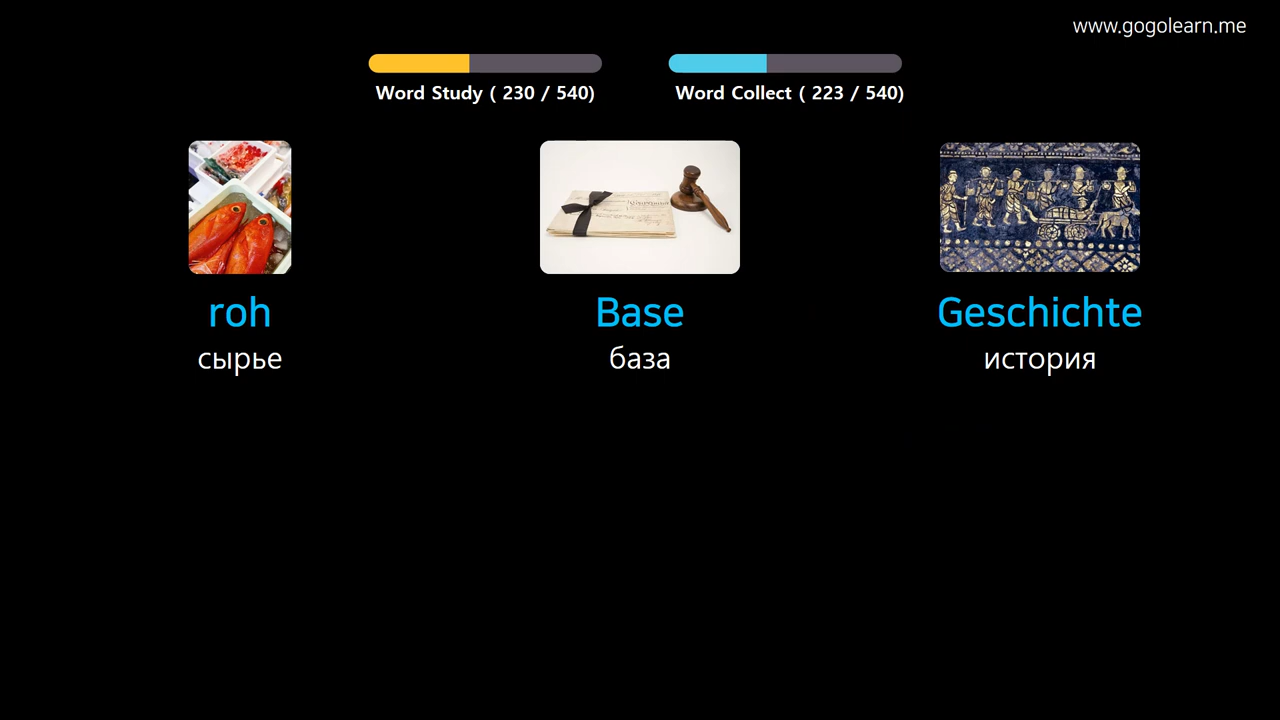 www.gogolearn.me
Word Study ( 230 / 540)
Word Collect ( 223 / 540)
roh
Base
Geschichte
сырье
база
история